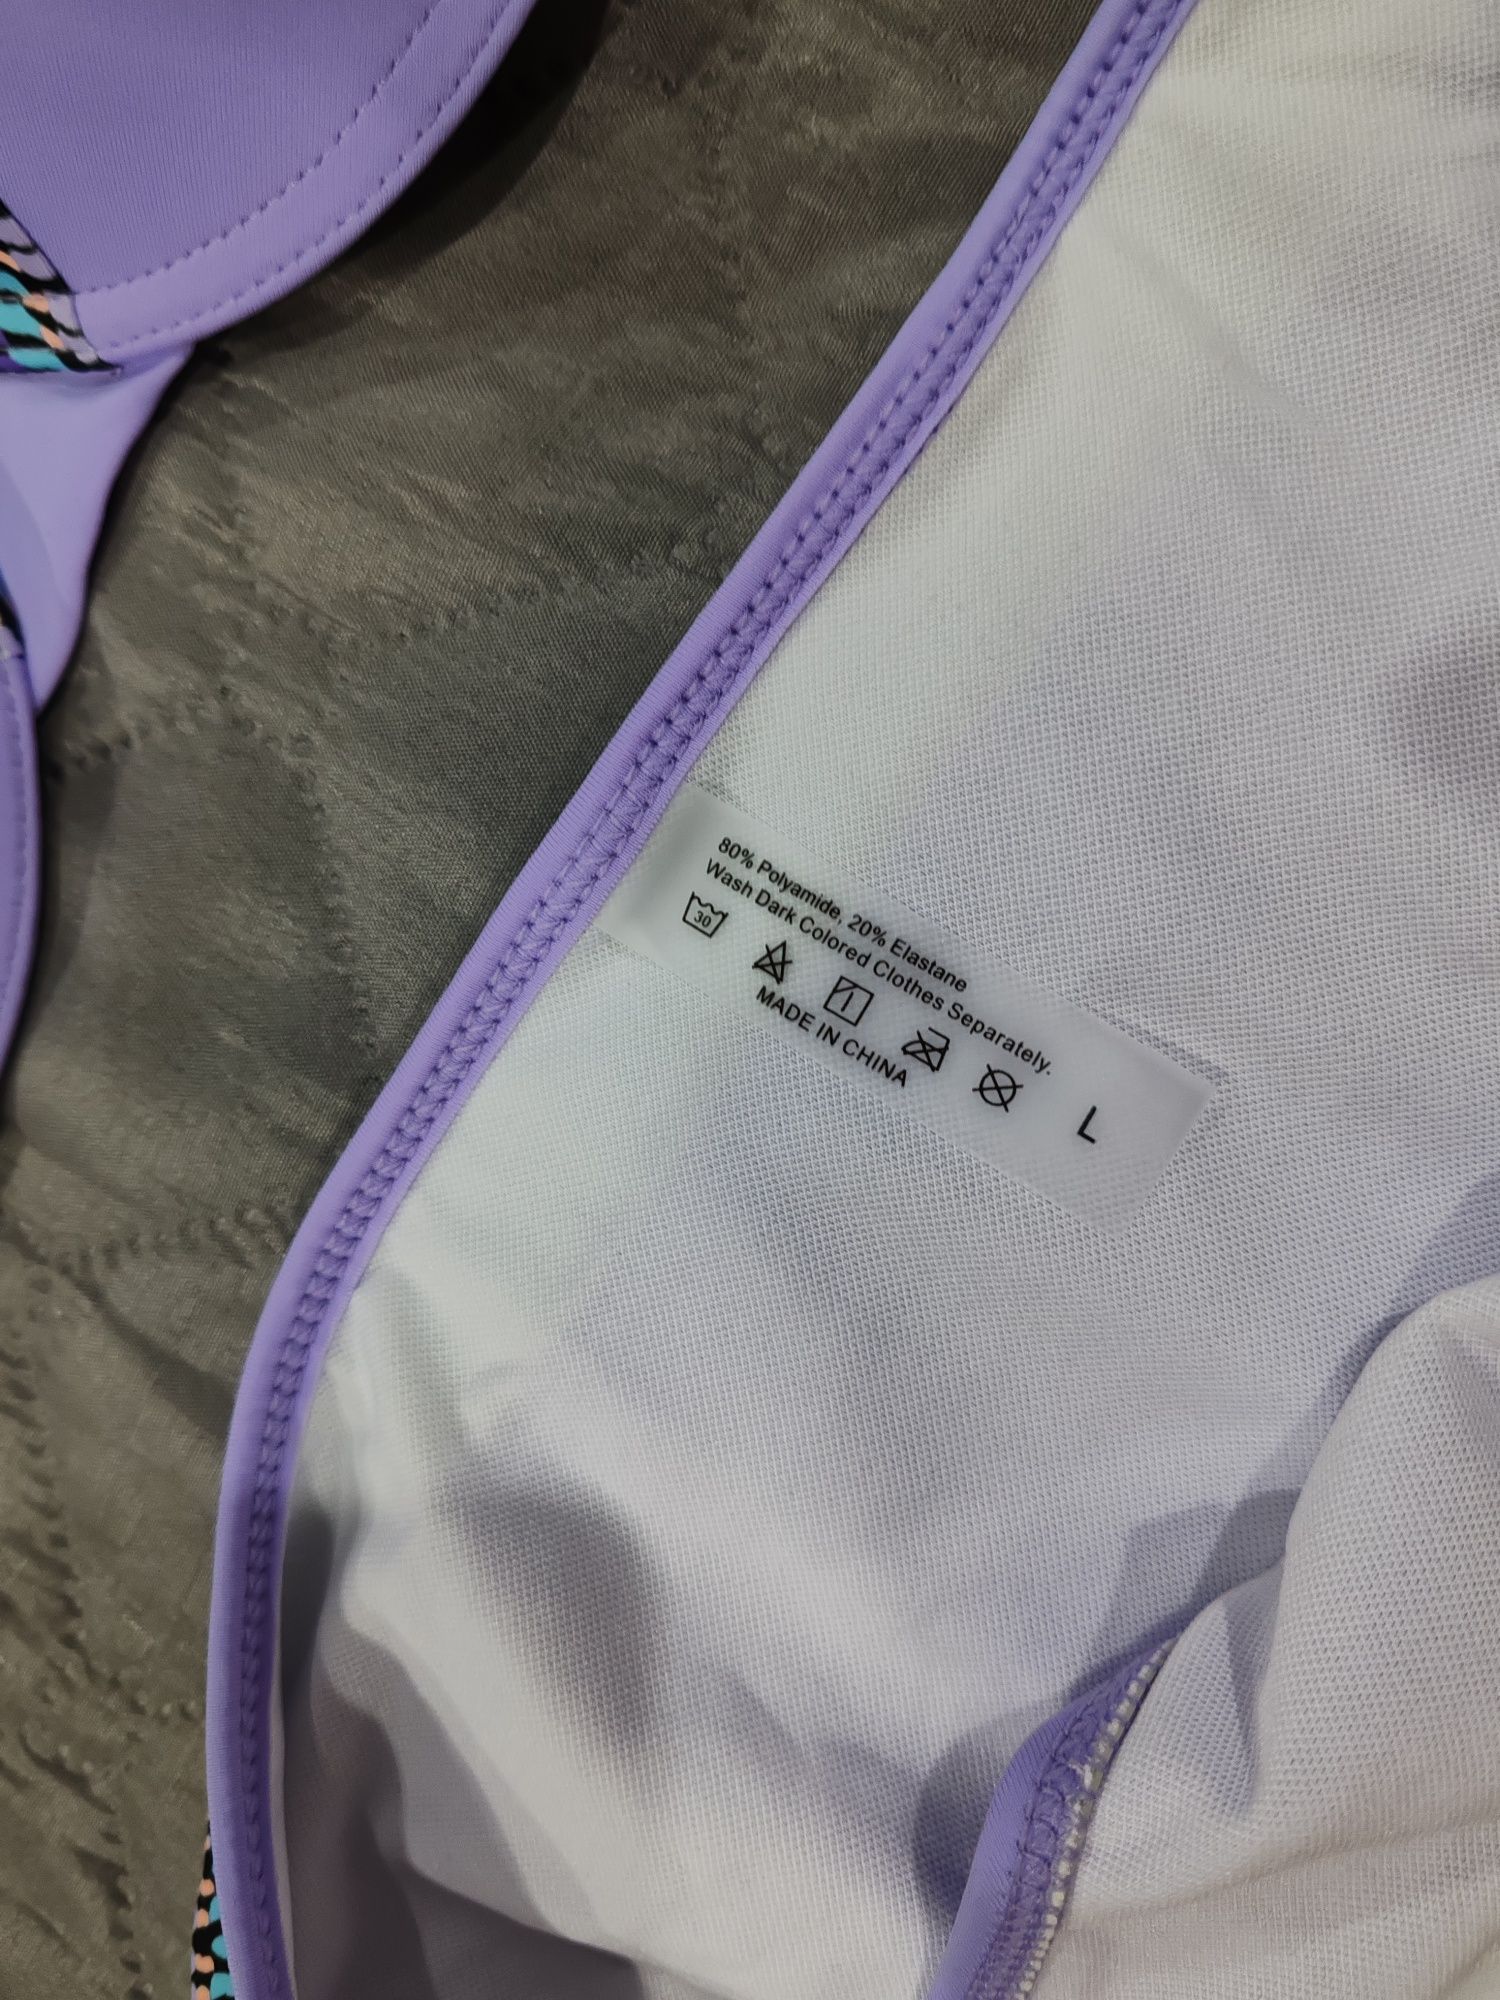 80% Polyamide, 20% Elastane
Wash Dark Colored Clothes Separately.
30
MADE IN CHINA
L